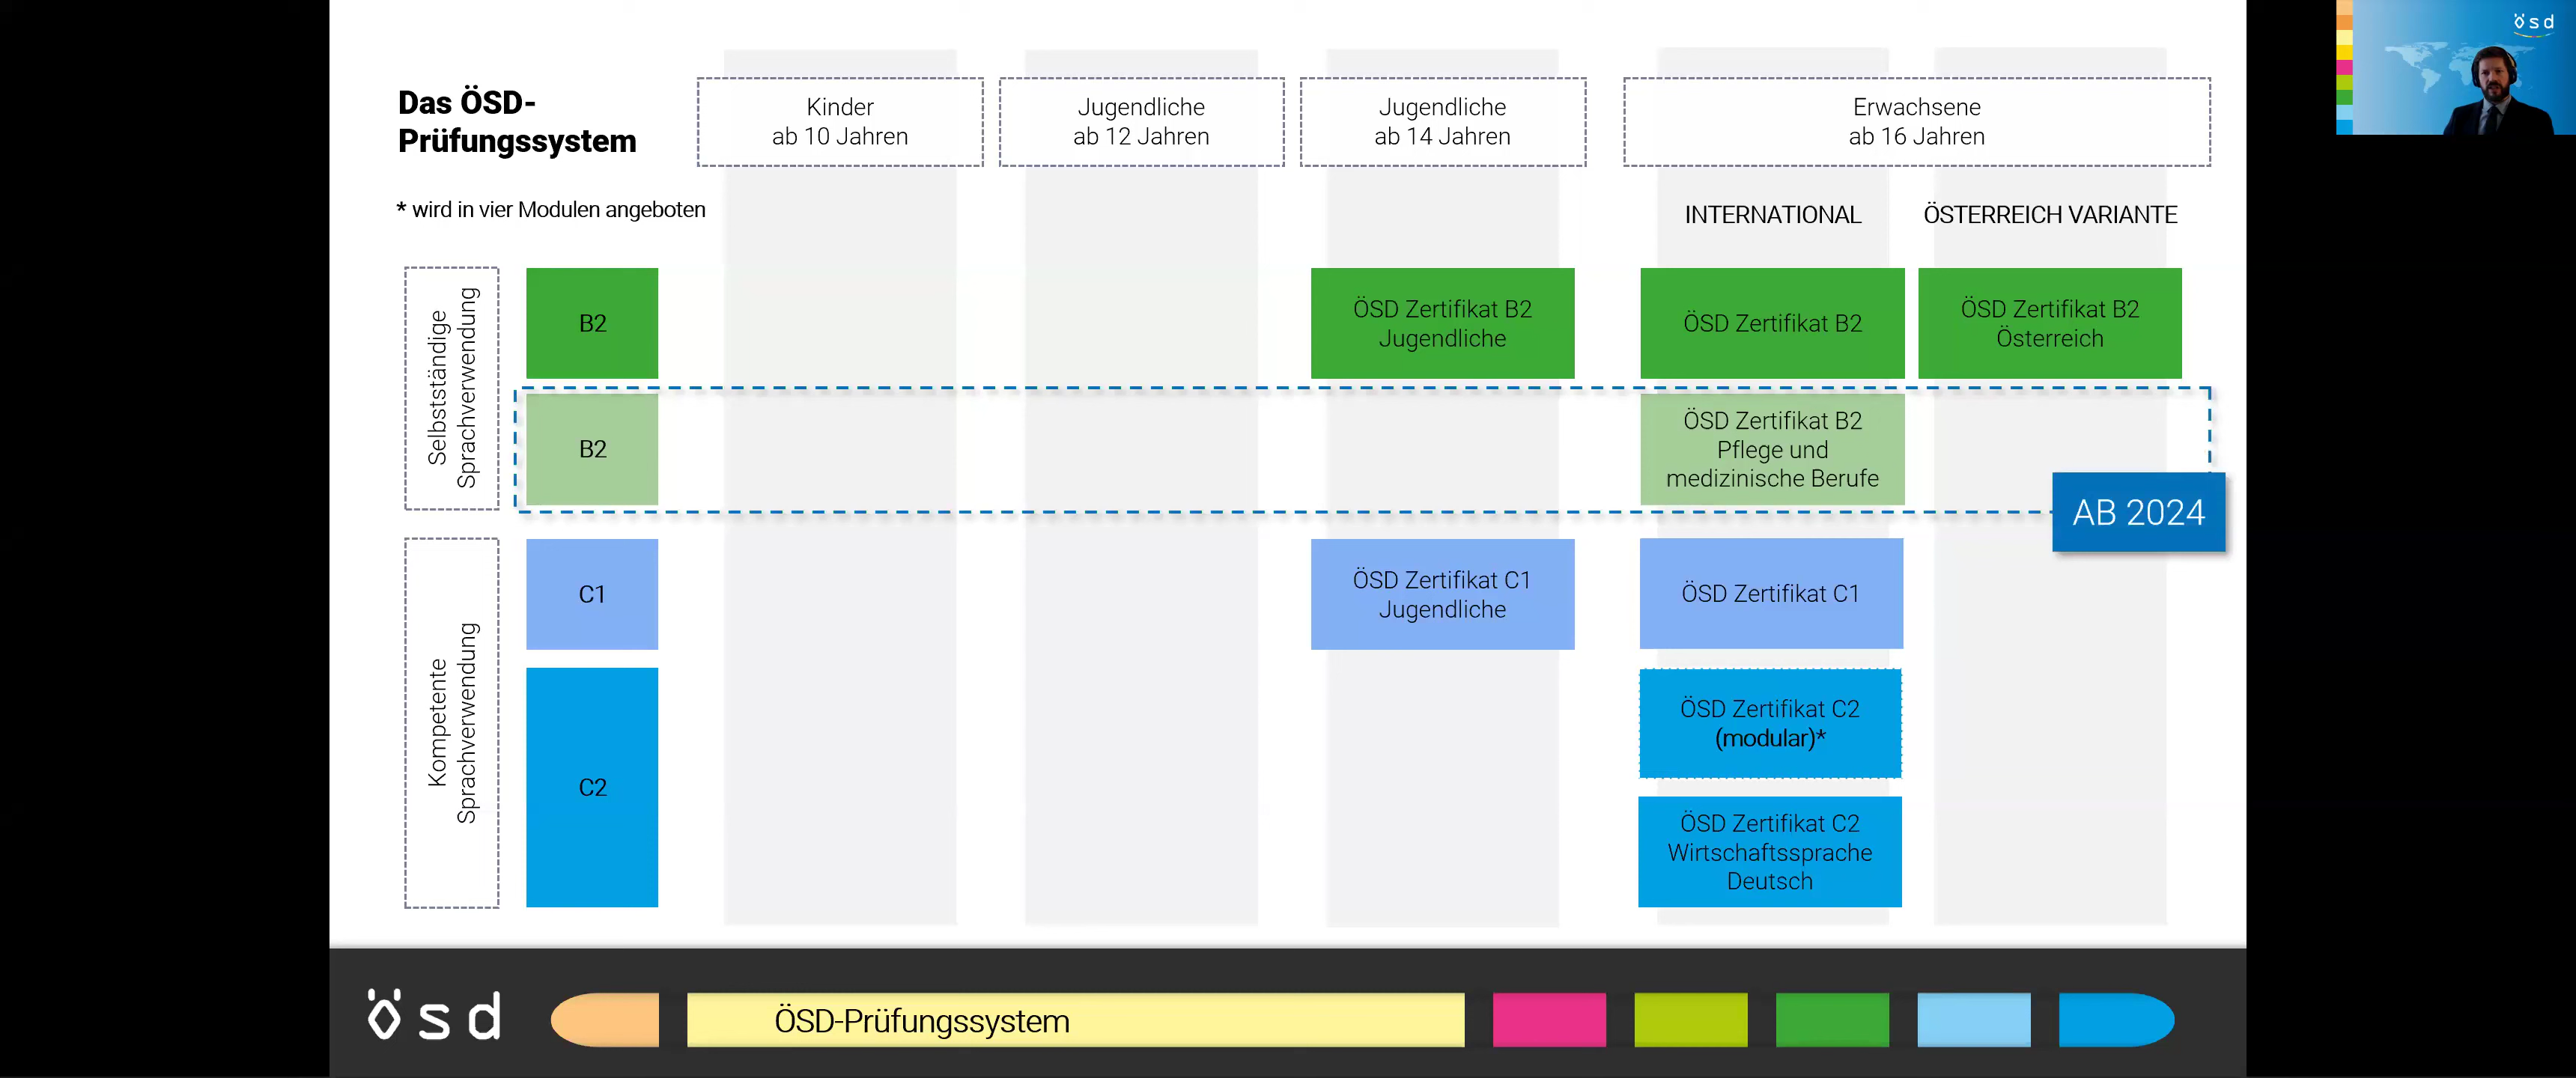 ösd
Das ÖSD-
Prüfungssystem
Kinder
ab 10 Jahren
Jugendliche
ab 12 Jahren
Jugendliche
ab 14 Jahren
Erwachsene
ab 16 Jahren
* wird in vier Modulen angeboten
INTERNATIONAL
ÖSTERREICH VARIANTE
Selbstständige
Sprachverwendung
B2
ÖSD Zertifikat B2
Jugendliche
ÖSD Zertifikat B2
ÖSD Zertifikat B2
Österreich
B2
ÖSD Zertifikat B2
Pflege und
medizinische Berufe
AB 2024
Kompetente
Sprachverwendung
C1
ÖSD Zertifikat C1
Jugendliche
ÖSD Zertifikat C1
C2
ÖSD Zertifikat C2
(modular)*
ÖSD Zertifikat C2
Wirtschaftssprache
Deutsch
ösd
ÖSD-Prüfungssystem